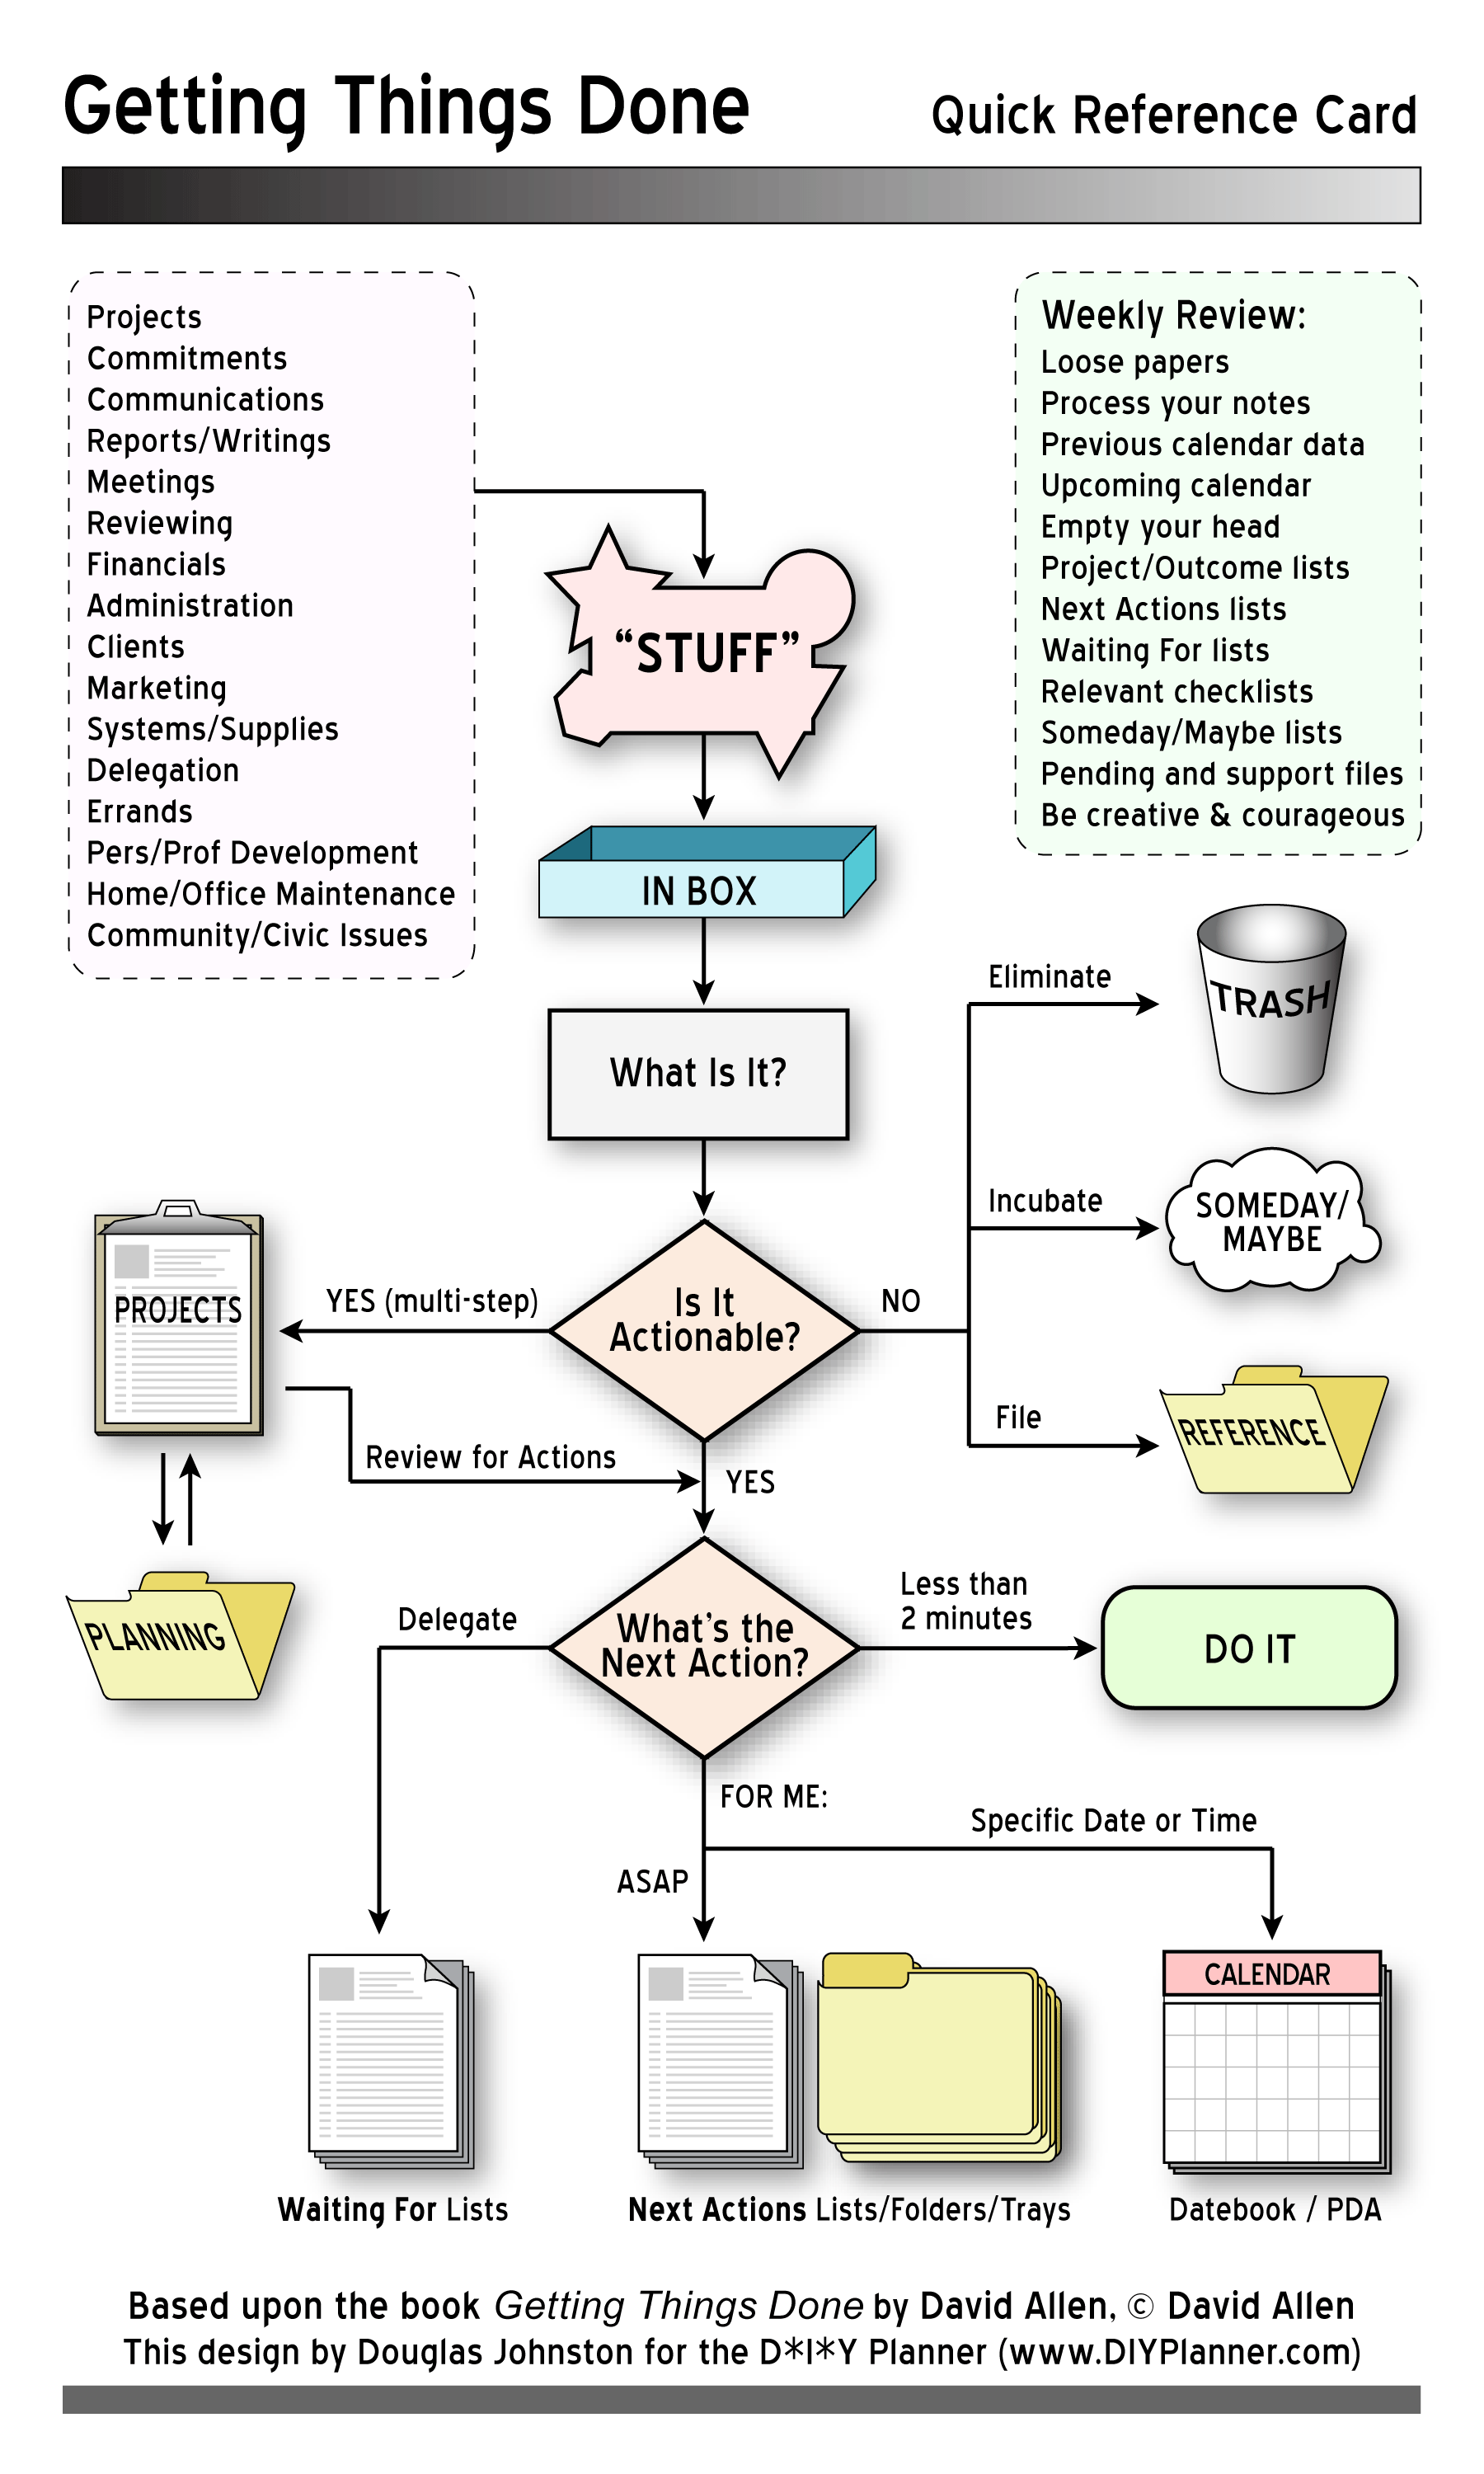 Getting Things Done
Quick Reference Card
Projects
Commitments
Communications
Reports/Writings
Meetings
Reviewing
Financials
Administration
Clients
Marketing
Systems/Supplies
Delegation
Errands
Pers/Prof Development
Home/Office Maintenance
Community/Civic Issues
Weekly Review:
Loose papers
Process your notes
Previous calendar data
Upcoming calendar
Empty your head
Project/Outcome lists
Next Actions lists
Waiting For lists
Relevant checklists
Someday/Maybe lists
Pending and support files
Be creative & courageous
“STUFF”
IN BOX
What Is It?
Eliminate
TRASH
Incubate
SOMEDAY/
MAYBE
File
REFERENCE
Is It
Actionable?
NO
YES (multi-step)
PROJECTS
Review for Actions
YES
PLANNING
What's the
Next Action?
Delegate
Less than
2 minutes
DO IT
FOR ME:
Specific Date or Time
ASAP
CALENDAR
Waiting For Lists
Next Actions Lists/Folders/Trays
Datebook / PDA
Based upon the book Getting Things Done by David Allen, © David Allen
This design by Douglas Johnston for the D*I*Y Planner (www.DIYPlanner.com)